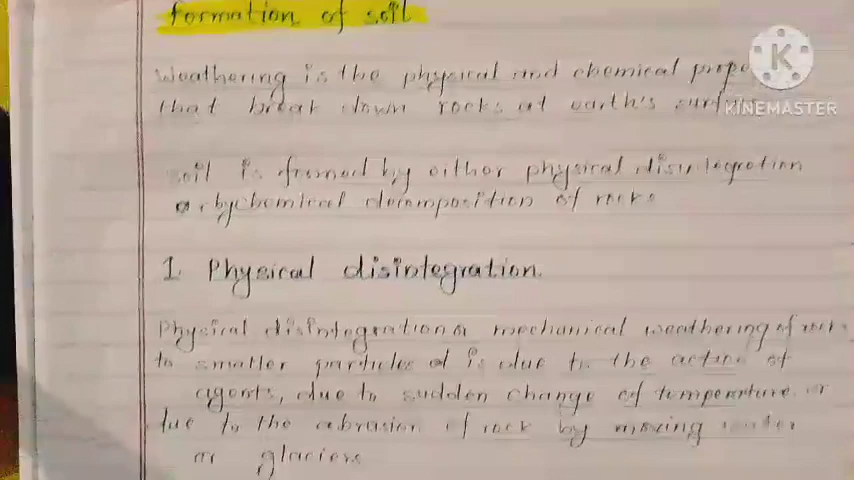 formation of soil
Weathering is the physical and chemical prope
that break down rocks at earth's surf
soil is formed by either physical disintegration
or by chemical decomposition of rocks
1 Physical disintegration
Physical disintegration or mechanical weathering of rocks
to smaller particles of is due to the action of
agents, due to sudden change of temperature or
due to the abrasion of rock by moving water
or glaciers
K
KINEMASTER